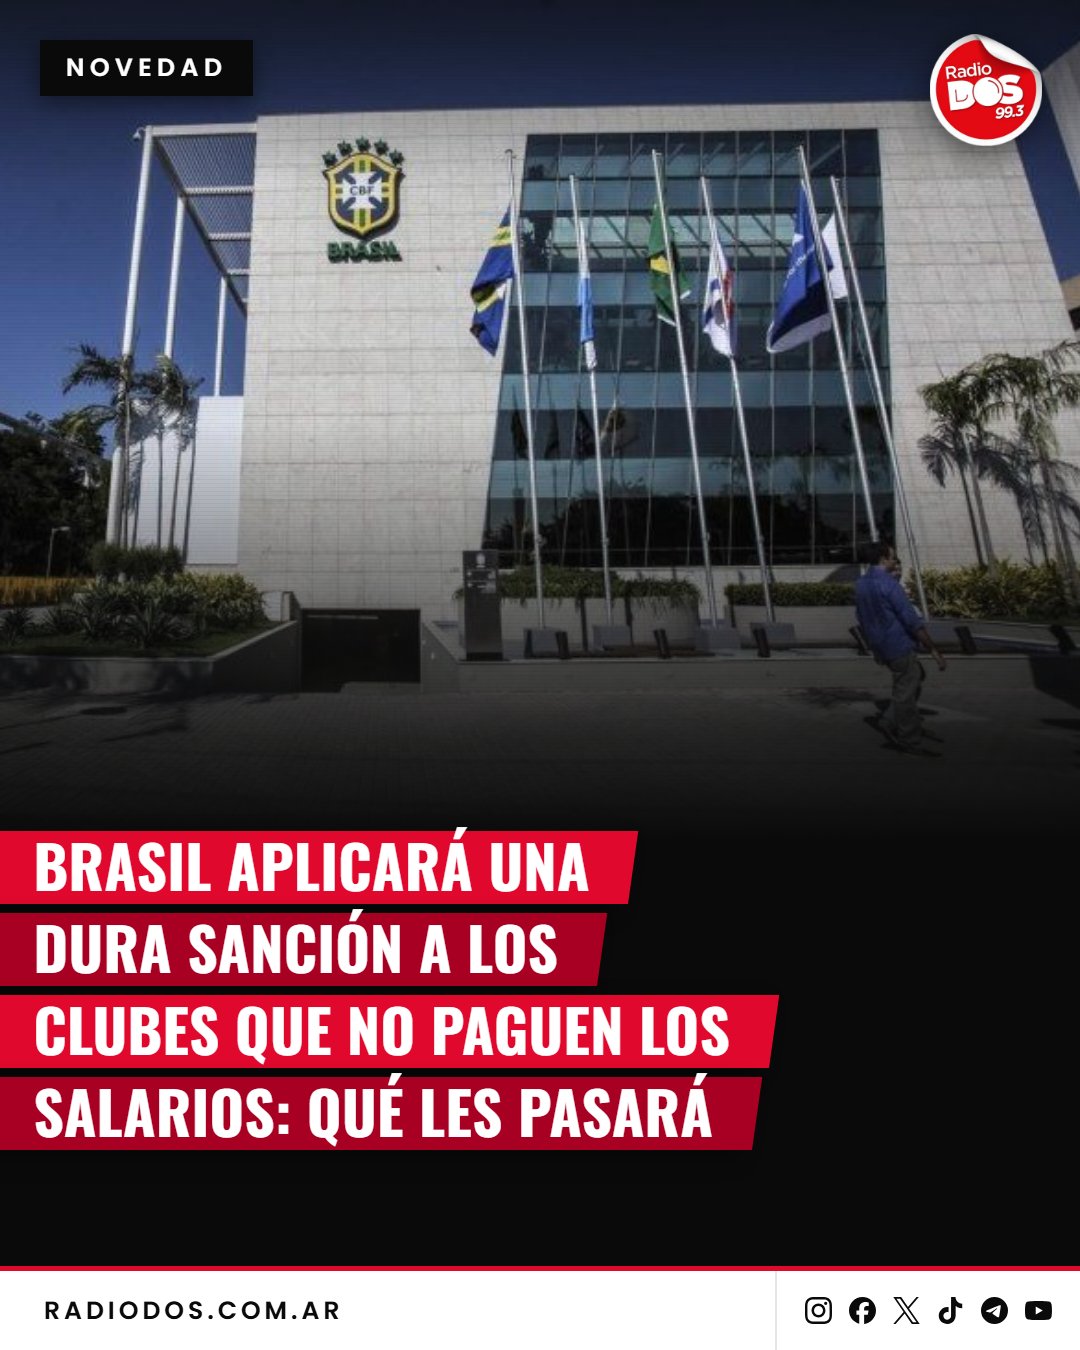 NOVEDAD
Radio
DOS
99.3
CBF
BRASIL
BRASIL APLICARÁ UNA
DURA SANCIÓN A LOS
CLUBES QUE NO PAGUEN LOS
SALARIOS: QUÉ LES PASARÁ
RADIODOS.COM.AR